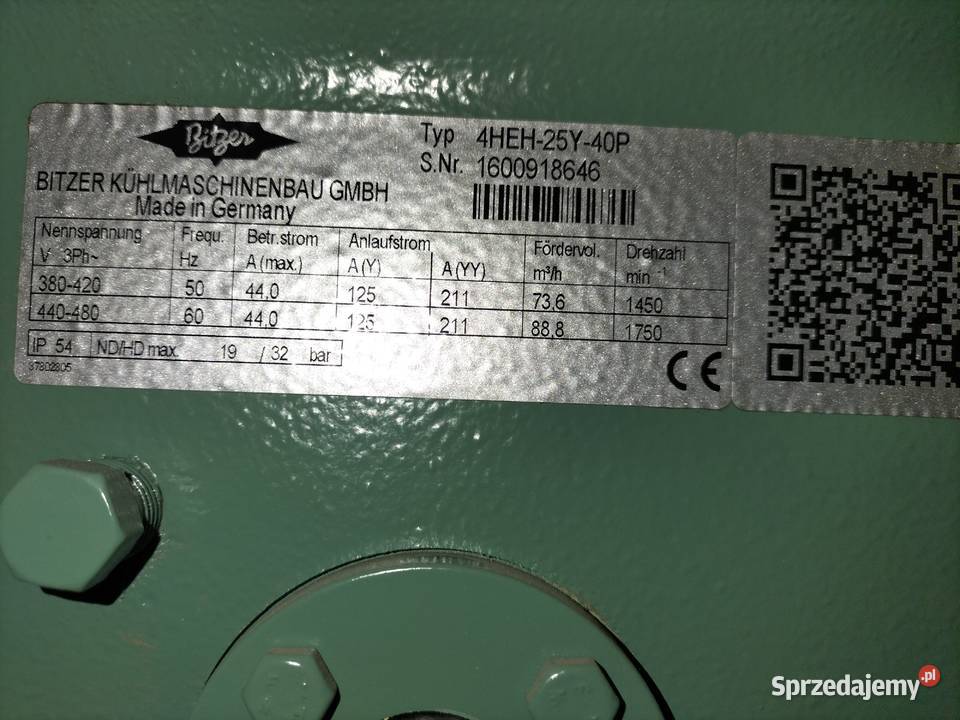 Bitzer
Typ 4HEH-25Y-40P
S.Nr. 1600918646
BITZER KÜHLMASCHINENBAU GMBH
Made in Germany
Nennspannung Frequ. Betr.strom Anlaufstrom Fördervol. Drehzahl
V 3Ph~ Hz A (max.) A (Y) A (YY) m³/h min⁻¹
380-420 50 44,0 125 211 73,6 1450
440-480 60 44,0 125 211 88,8 1750
IP 54 ND/HD max. 19 / 32 bar
37802805
CE
Sprzedajemy.pl